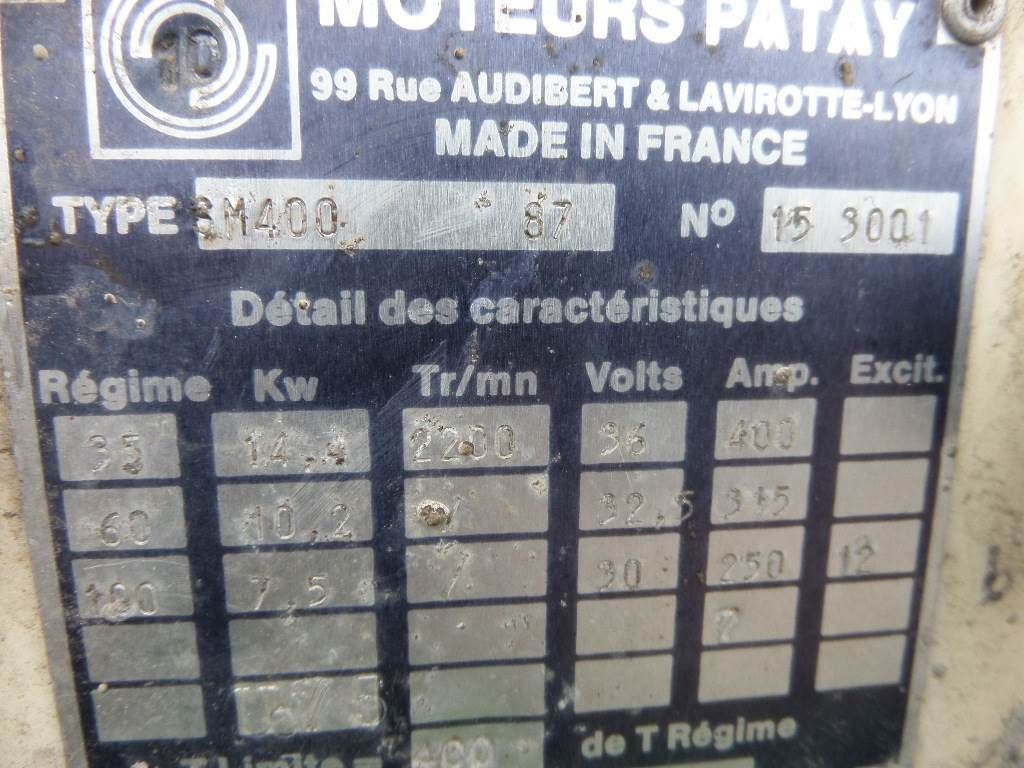 MOTEURS PATAY
99 Rue AUDIBERT & LAVIROTTE-LYON
MADE IN FRANCE
TYPE SM400 87 Nº 15 3001
Détail des caractéristiques
Régime Kw Tr/mn Volts Amp. Excit.
35 14,4 2200 36 400
60 10,2 / 32,5 315
180 7,5 / 30 250 12
de T Régime